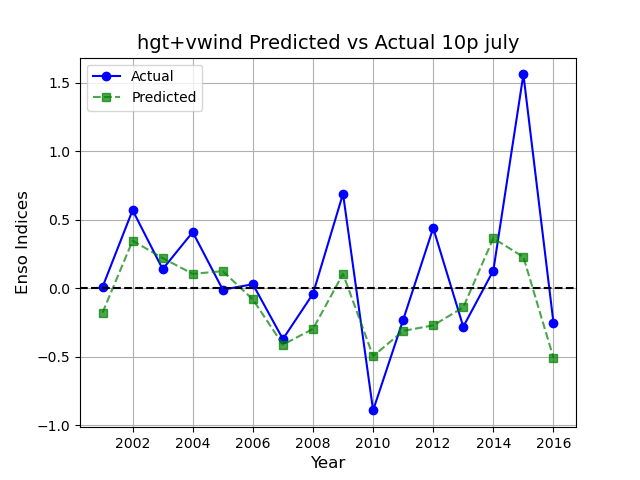 hgt+vwind Predicted vs Actual 10p july
Actual
Predicted
1.5
1.0
0.5
0.0
−0.5
−1.0
Enso Indices
2002 2004 2006 2008 2010 2012 2014 2016
Year